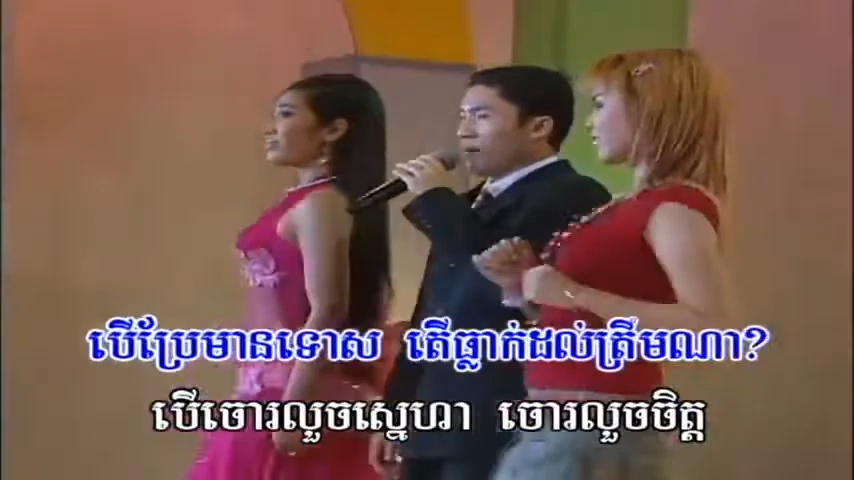 បើប្រែមានទោស តើធ្លាក់ដល់ត្រឹមណា?
បើចោរលួចស្នេហា ចោរលួចចិត្ត